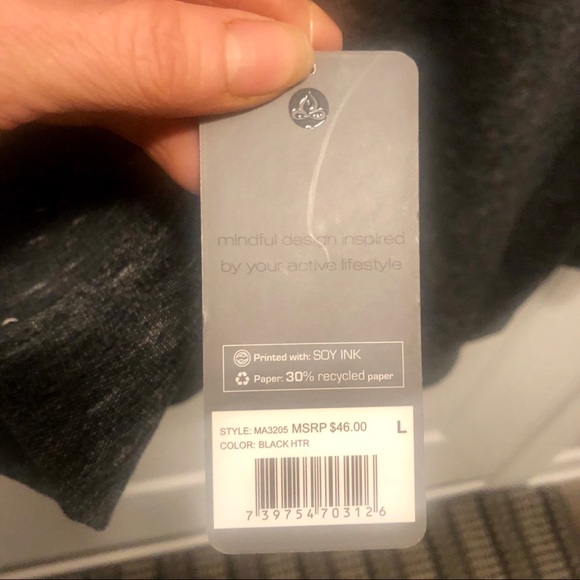 mindful design inspired
by your active lifestyle
Printed with: SOY INK
Paper: 30% recycled paper
STYLE: MA3205 MSRP $46.00 L
COLOR: BLACK HTR
7 39754 70312 6